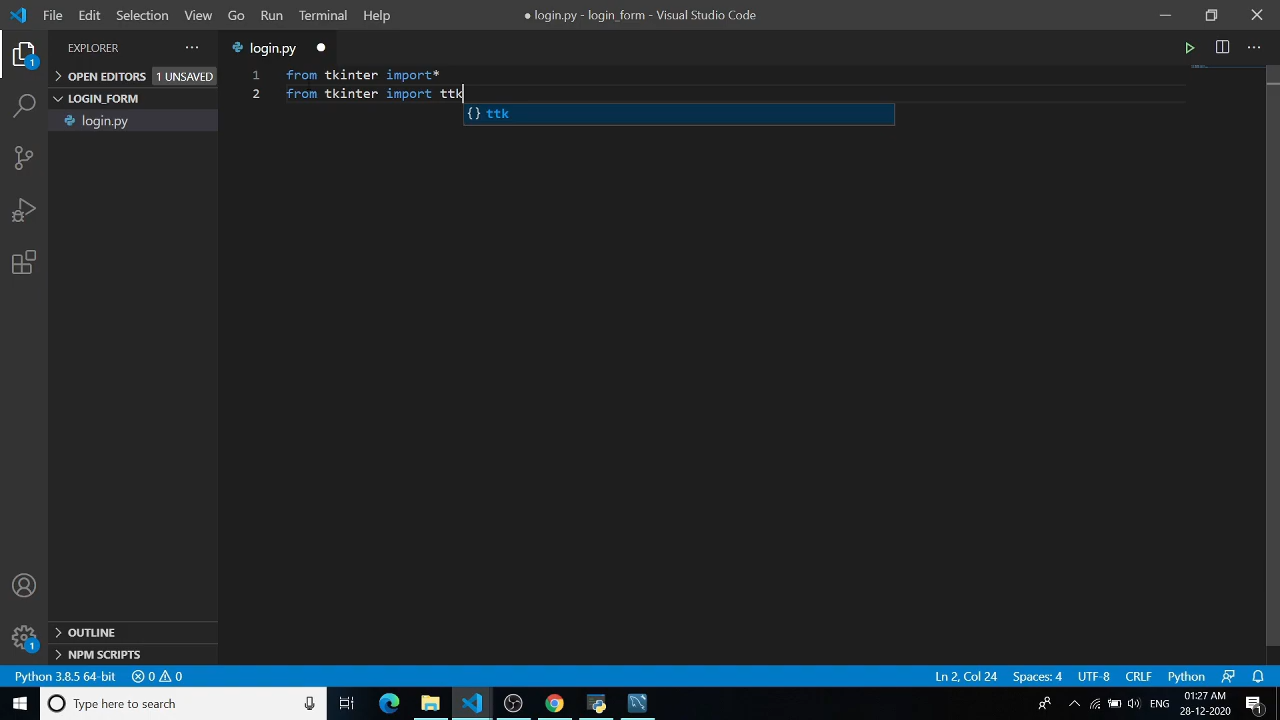 File Edit Selection View Go Run Terminal Help ● login.py - login_form - Visual Studio Code
EXPLORER ···
login.py ●
OPEN EDITORS 1 UNSAVED
LOGIN_FORM
login.py
1 from tkinter import*
2 from tkinter import ttk
{} ttk
1
1
OUTLINE
NPM SCRIPTS
Python 3.8.5 64-bit 0 0 Ln 2, Col 24 Spaces: 4 UTF-8 CRLF Python
Type here to search
ENG
01:27 AM
28-12-2020
1